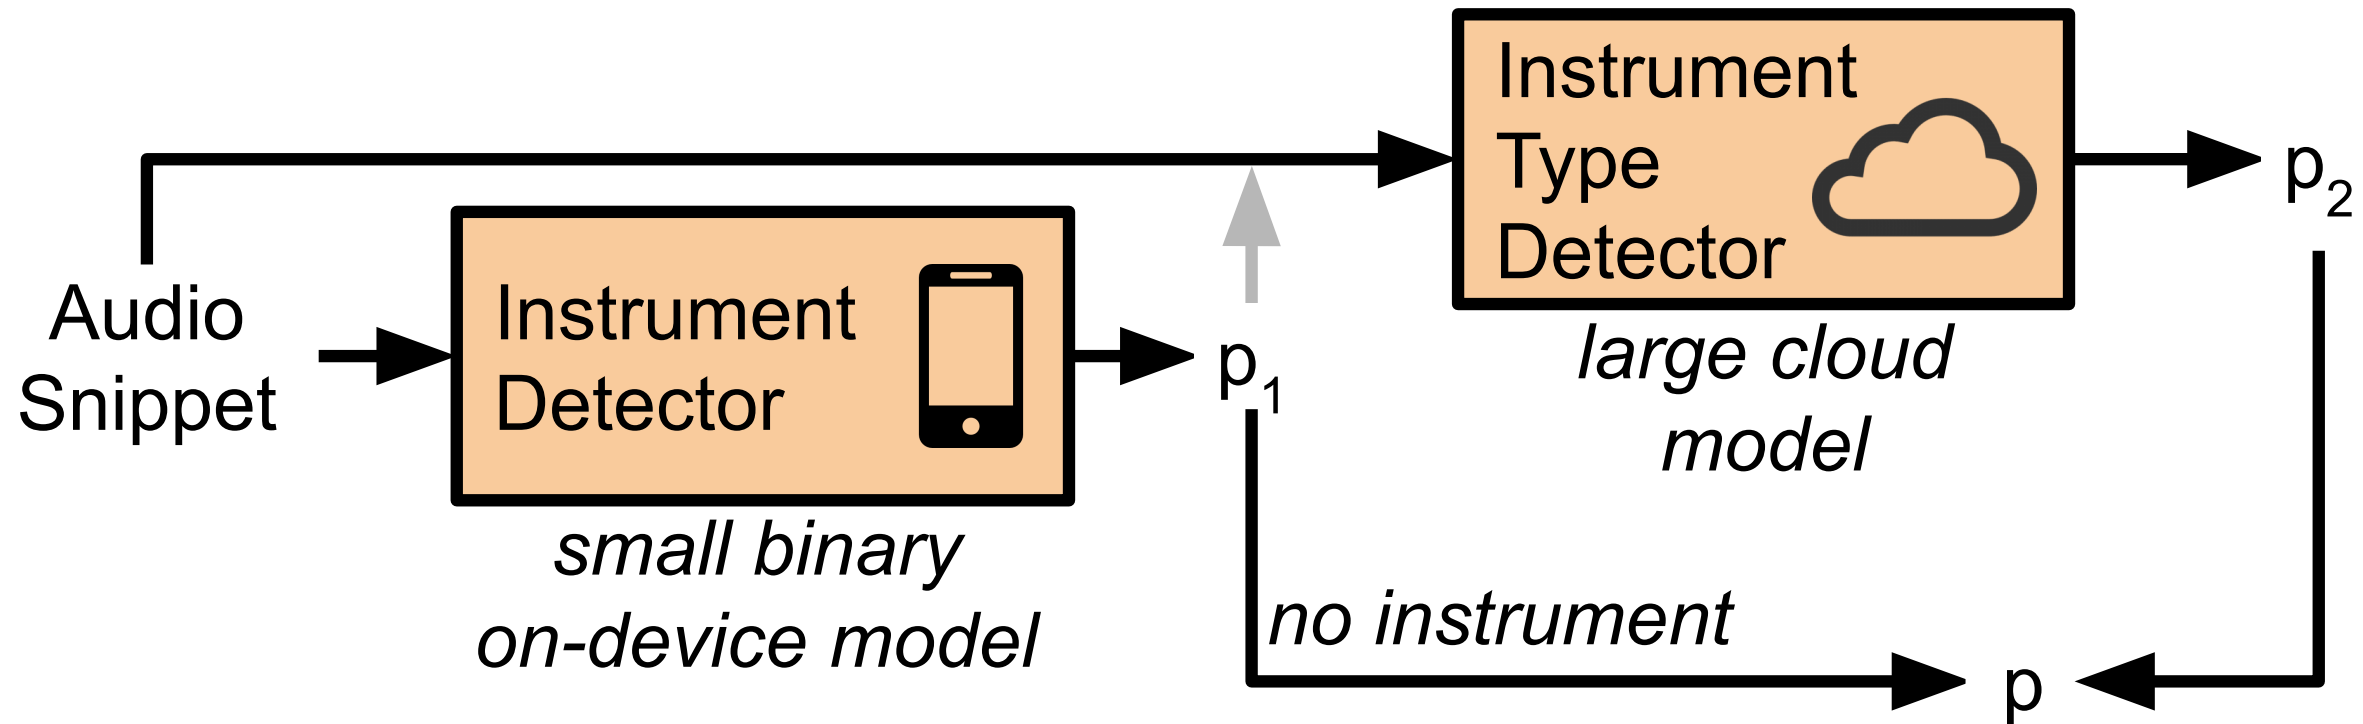 Audio
Snippet
Instrument
Detector
small binary
on-device model
p1
Instrument
Type
Detector
large cloud
model
p2
no instrument
p